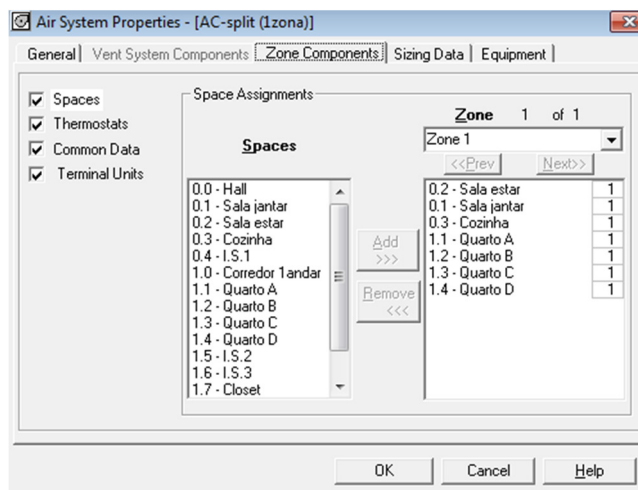 Air System Properties - [AC-split (1zona)]
General Vent System Components Zone Components Sizing Data Equipment
Spaces
Thermostats
Common Data
Terminal Units
Space Assignments
Spaces
0.0 - Hall
0.1 - Sala jantar
0.2 - Sala estar
0.3 - Cozinha
0.4 - I.S.1
1.0 - Corredor 1andar
1.1 - Quarto A
1.2 - Quarto B
1.3 - Quarto C
1.4 - Quarto D
1.5 - I.S.2
1.6 - I.S.3
1.7 - Closet
Add
>>>
Remove
<<<
Zone 1 of 1
Zone 1
<<Prev Next>>
0.2 - Sala estar 1
0.1 - Sala jantar 1
0.3 - Cozinha 1
1.1 - Quarto A 1
1.2 - Quarto B 1
1.3 - Quarto C 1
1.4 - Quarto D 1
OK Cancel Help